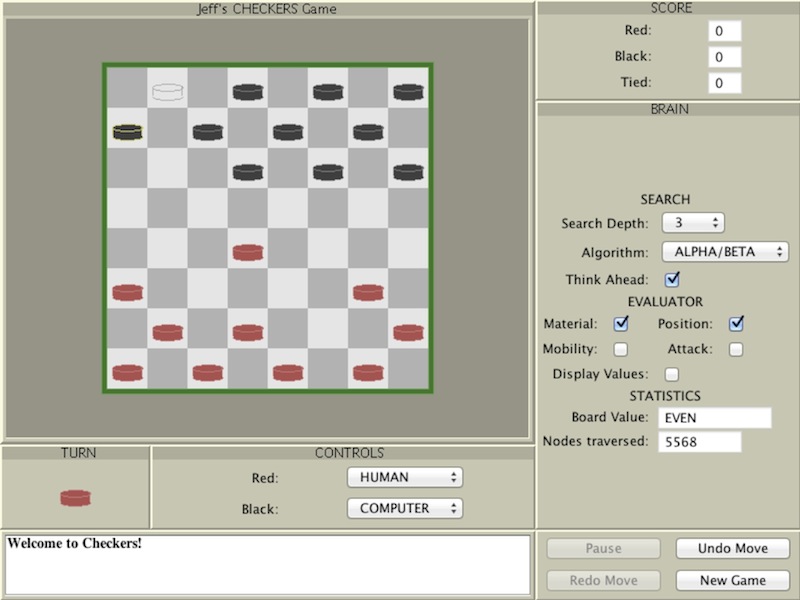 Jeff's CHECKERS Game
SCORE
Red: 0
Black: 0
Tied: 0
BRAIN
SEARCH
Search Depth: 3
Algorithm: ALPHA/BETA
Think Ahead:
EVALUATOR
Material: Position:
Mobility: Attack:
Display Values:
STATISTICS
Board Value: EVEN
Nodes traversed: 5568
TURN
CONTROLS
Red: HUMAN
Black: COMPUTER
Welcome to Checkers!
Pause Undo Move
Redo Move New Game